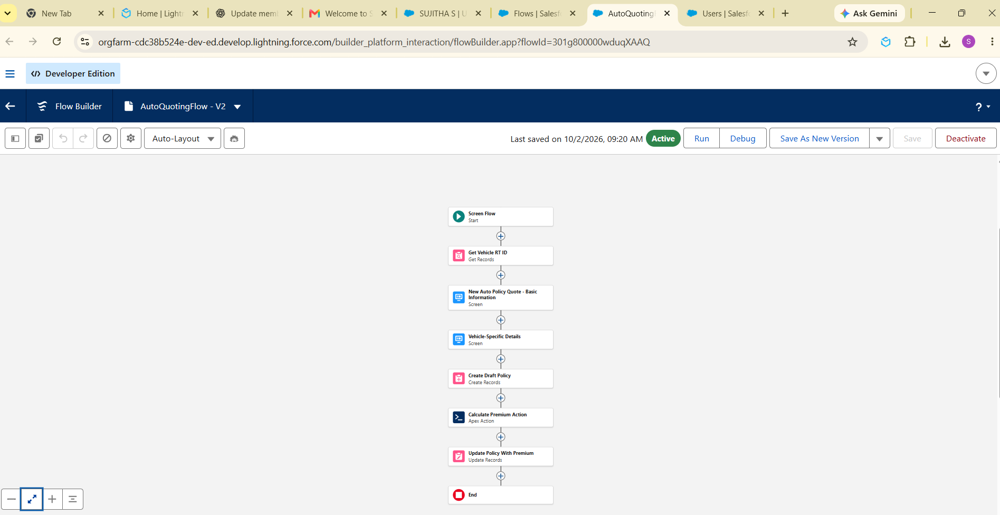 New Tab
Home | Lightn
Update mem
Welcome to S
SUJITHA S | U
Flows | Salesf
AutoQuoting
Users | Salesf
Ask Gemini
orgfarm-cdc38b524e-dev-ed.develop.lightning.force.com/builder_platform_interaction/flowBuilder.app?flowId=301g800000wduqXAAQ
S
Developer Edition
Flow Builder
AutoQuotingFlow - V2
?
Auto-Layout
Last saved on 10/2/2026, 09:20 AM
Active
Run
Debug
Save As New Version
Save
Deactivate
Screen Flow
Start
Get Vehicle RT ID
Get Records
New Auto Policy Quote - Basic
Information
Screen
Vehicle-Specific Details
Screen
Create Draft Policy
Create Records
Calculate Premium Action
Apex Action
Update Policy With Premium
Update Records
End